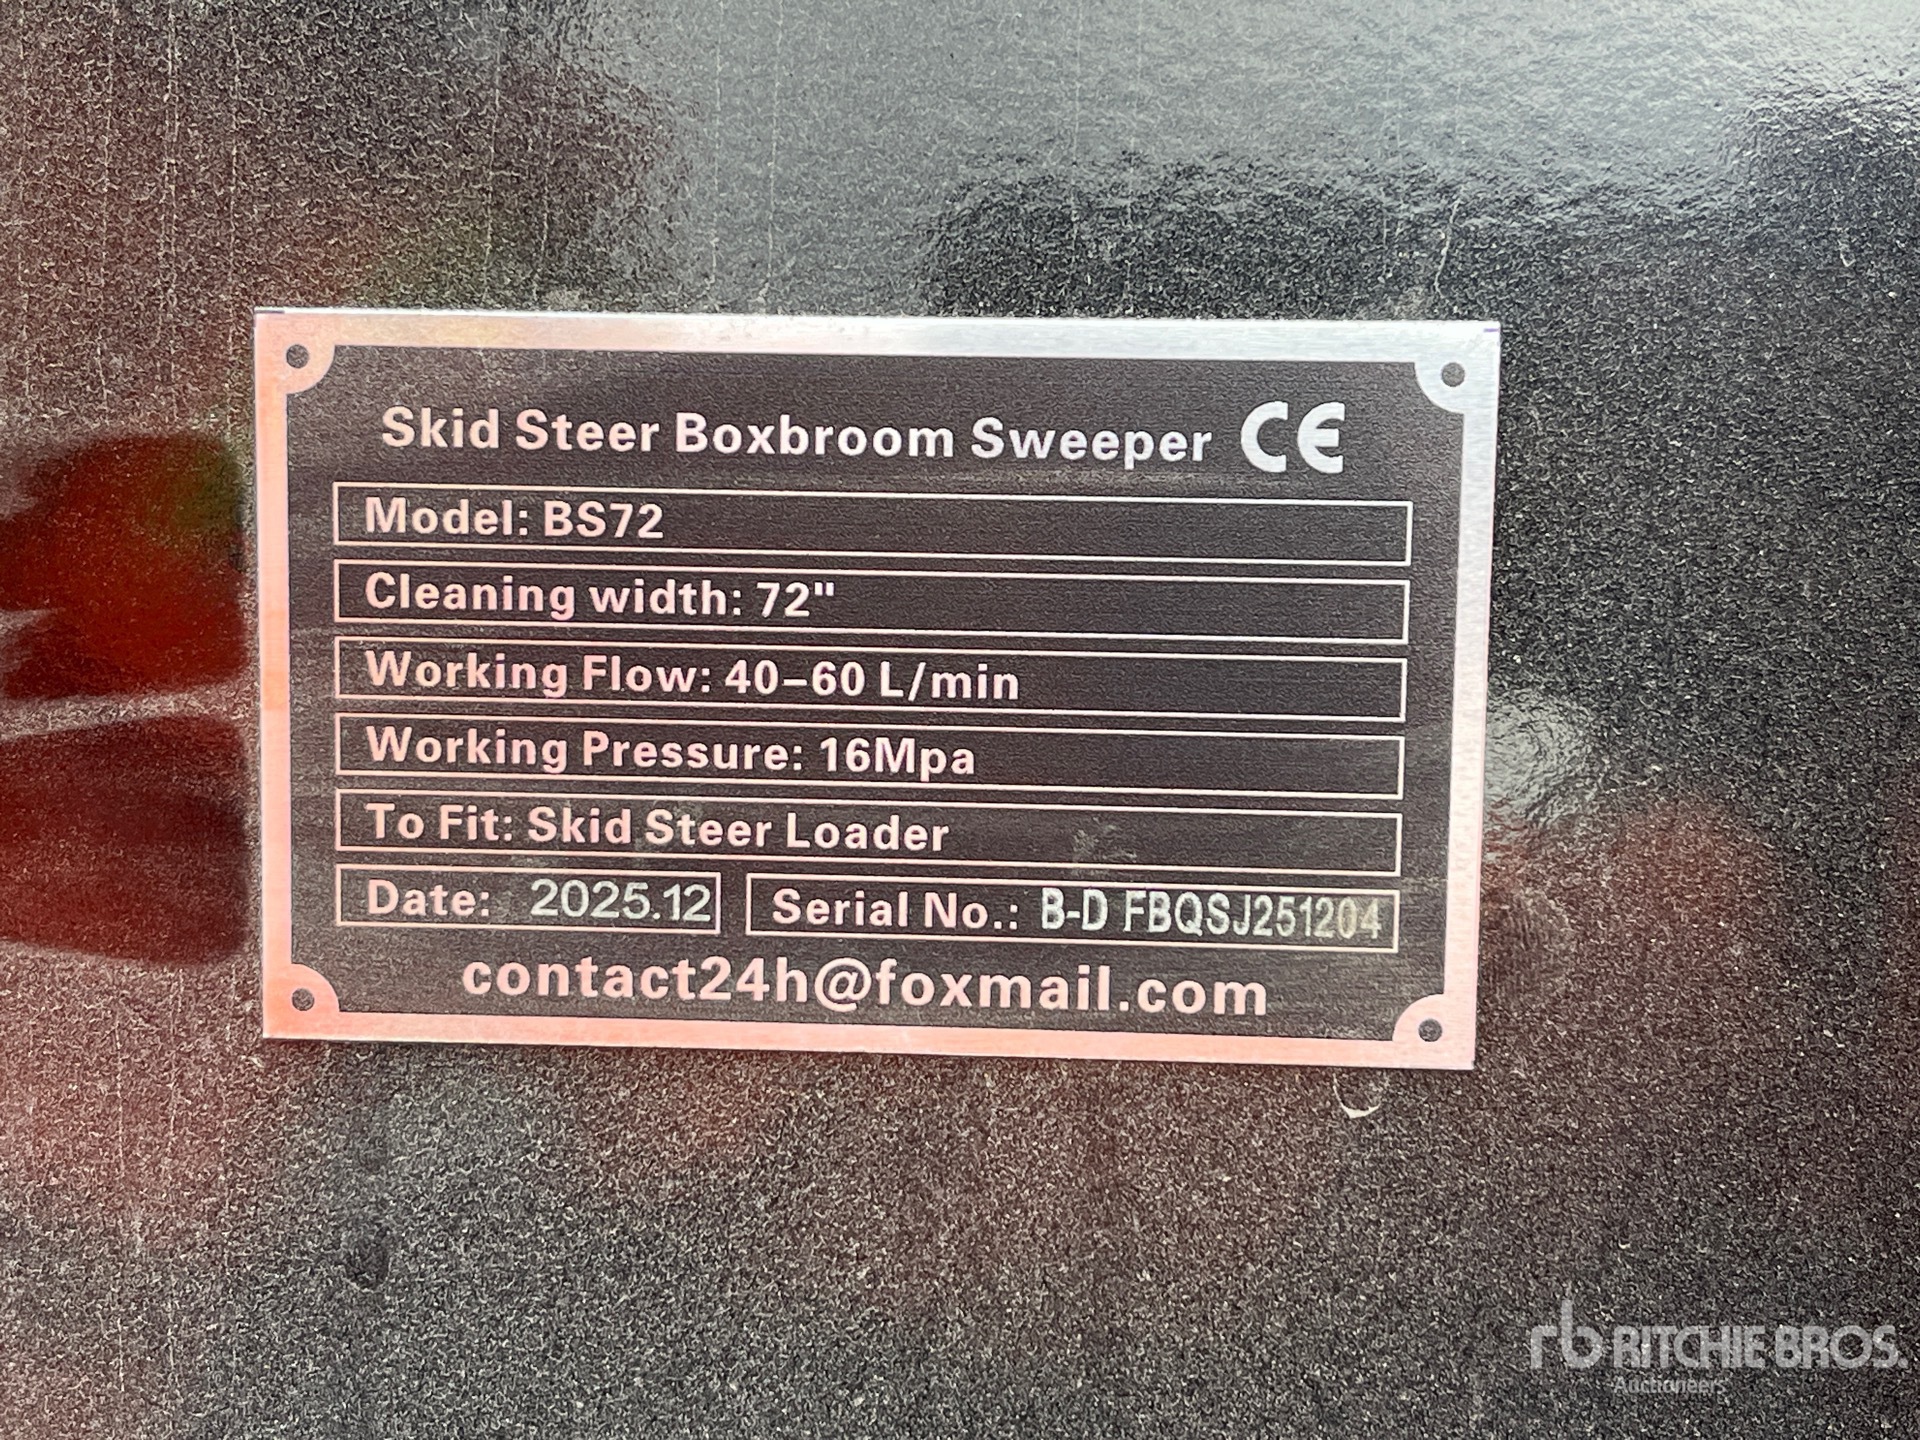 Skid Steer Boxbroom Sweeper CE
Model: BS72
Cleaning width: 72"
Working Flow: 40-60 L/min
Working Pressure: 16Mpa
To Fit: Skid Steer Loader
Date: 2025.12 Serial No.: B-D FBQSJ251204
contact24h@foxmail.com
rb RITCHIE BROS.
Auctioneers